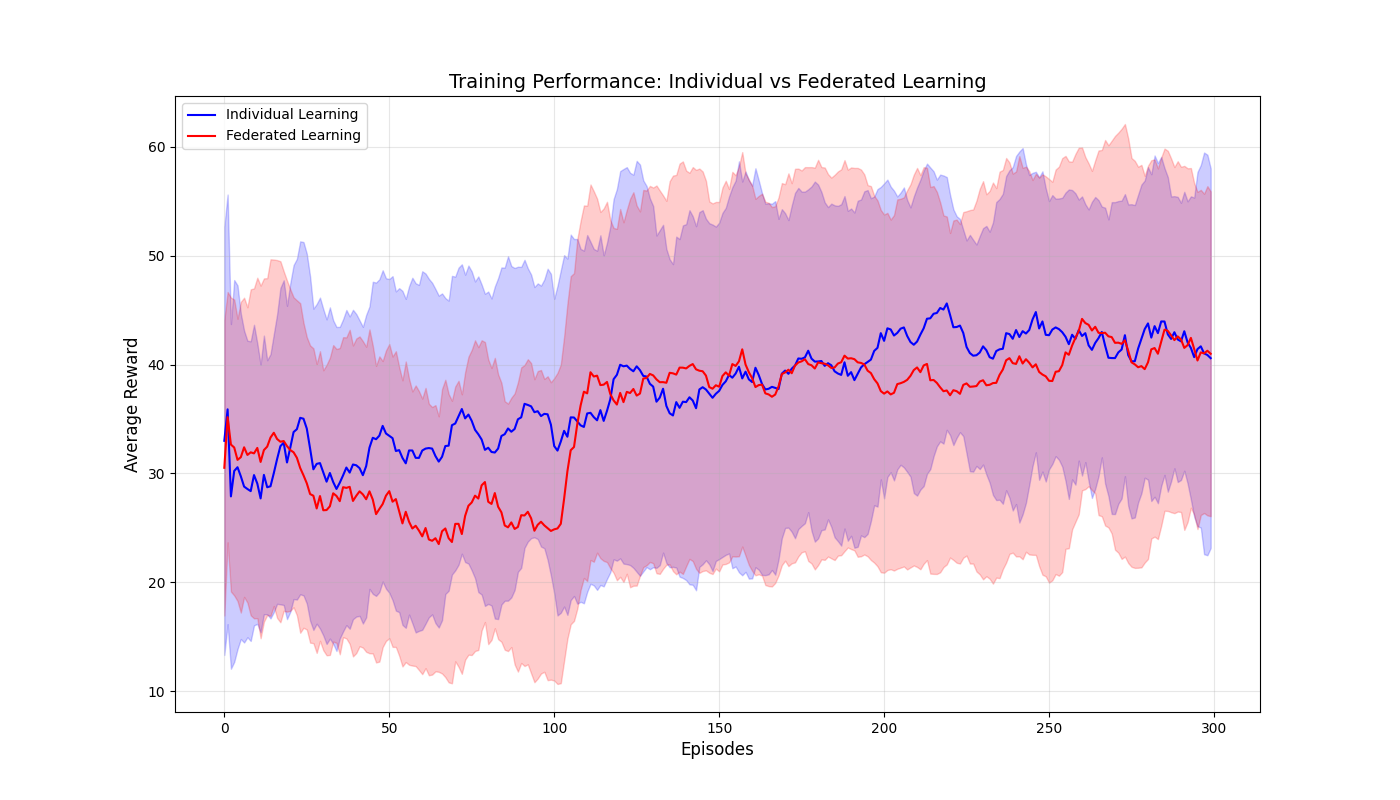 Training Performance: Individual vs Federated Learning
Individual Learning
Federated Learning
Average Reward
60
50
40
30
20
10
0 50 100 150 200 250 300
Episodes